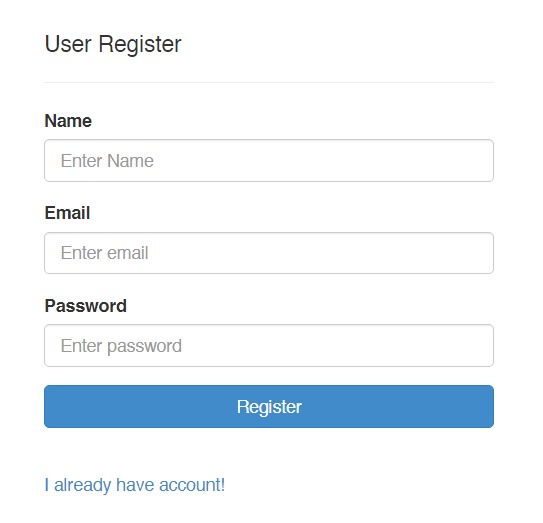 User Register
Name
Enter Name
Email
Enter email
Password
Enter password
Register
I already have account!